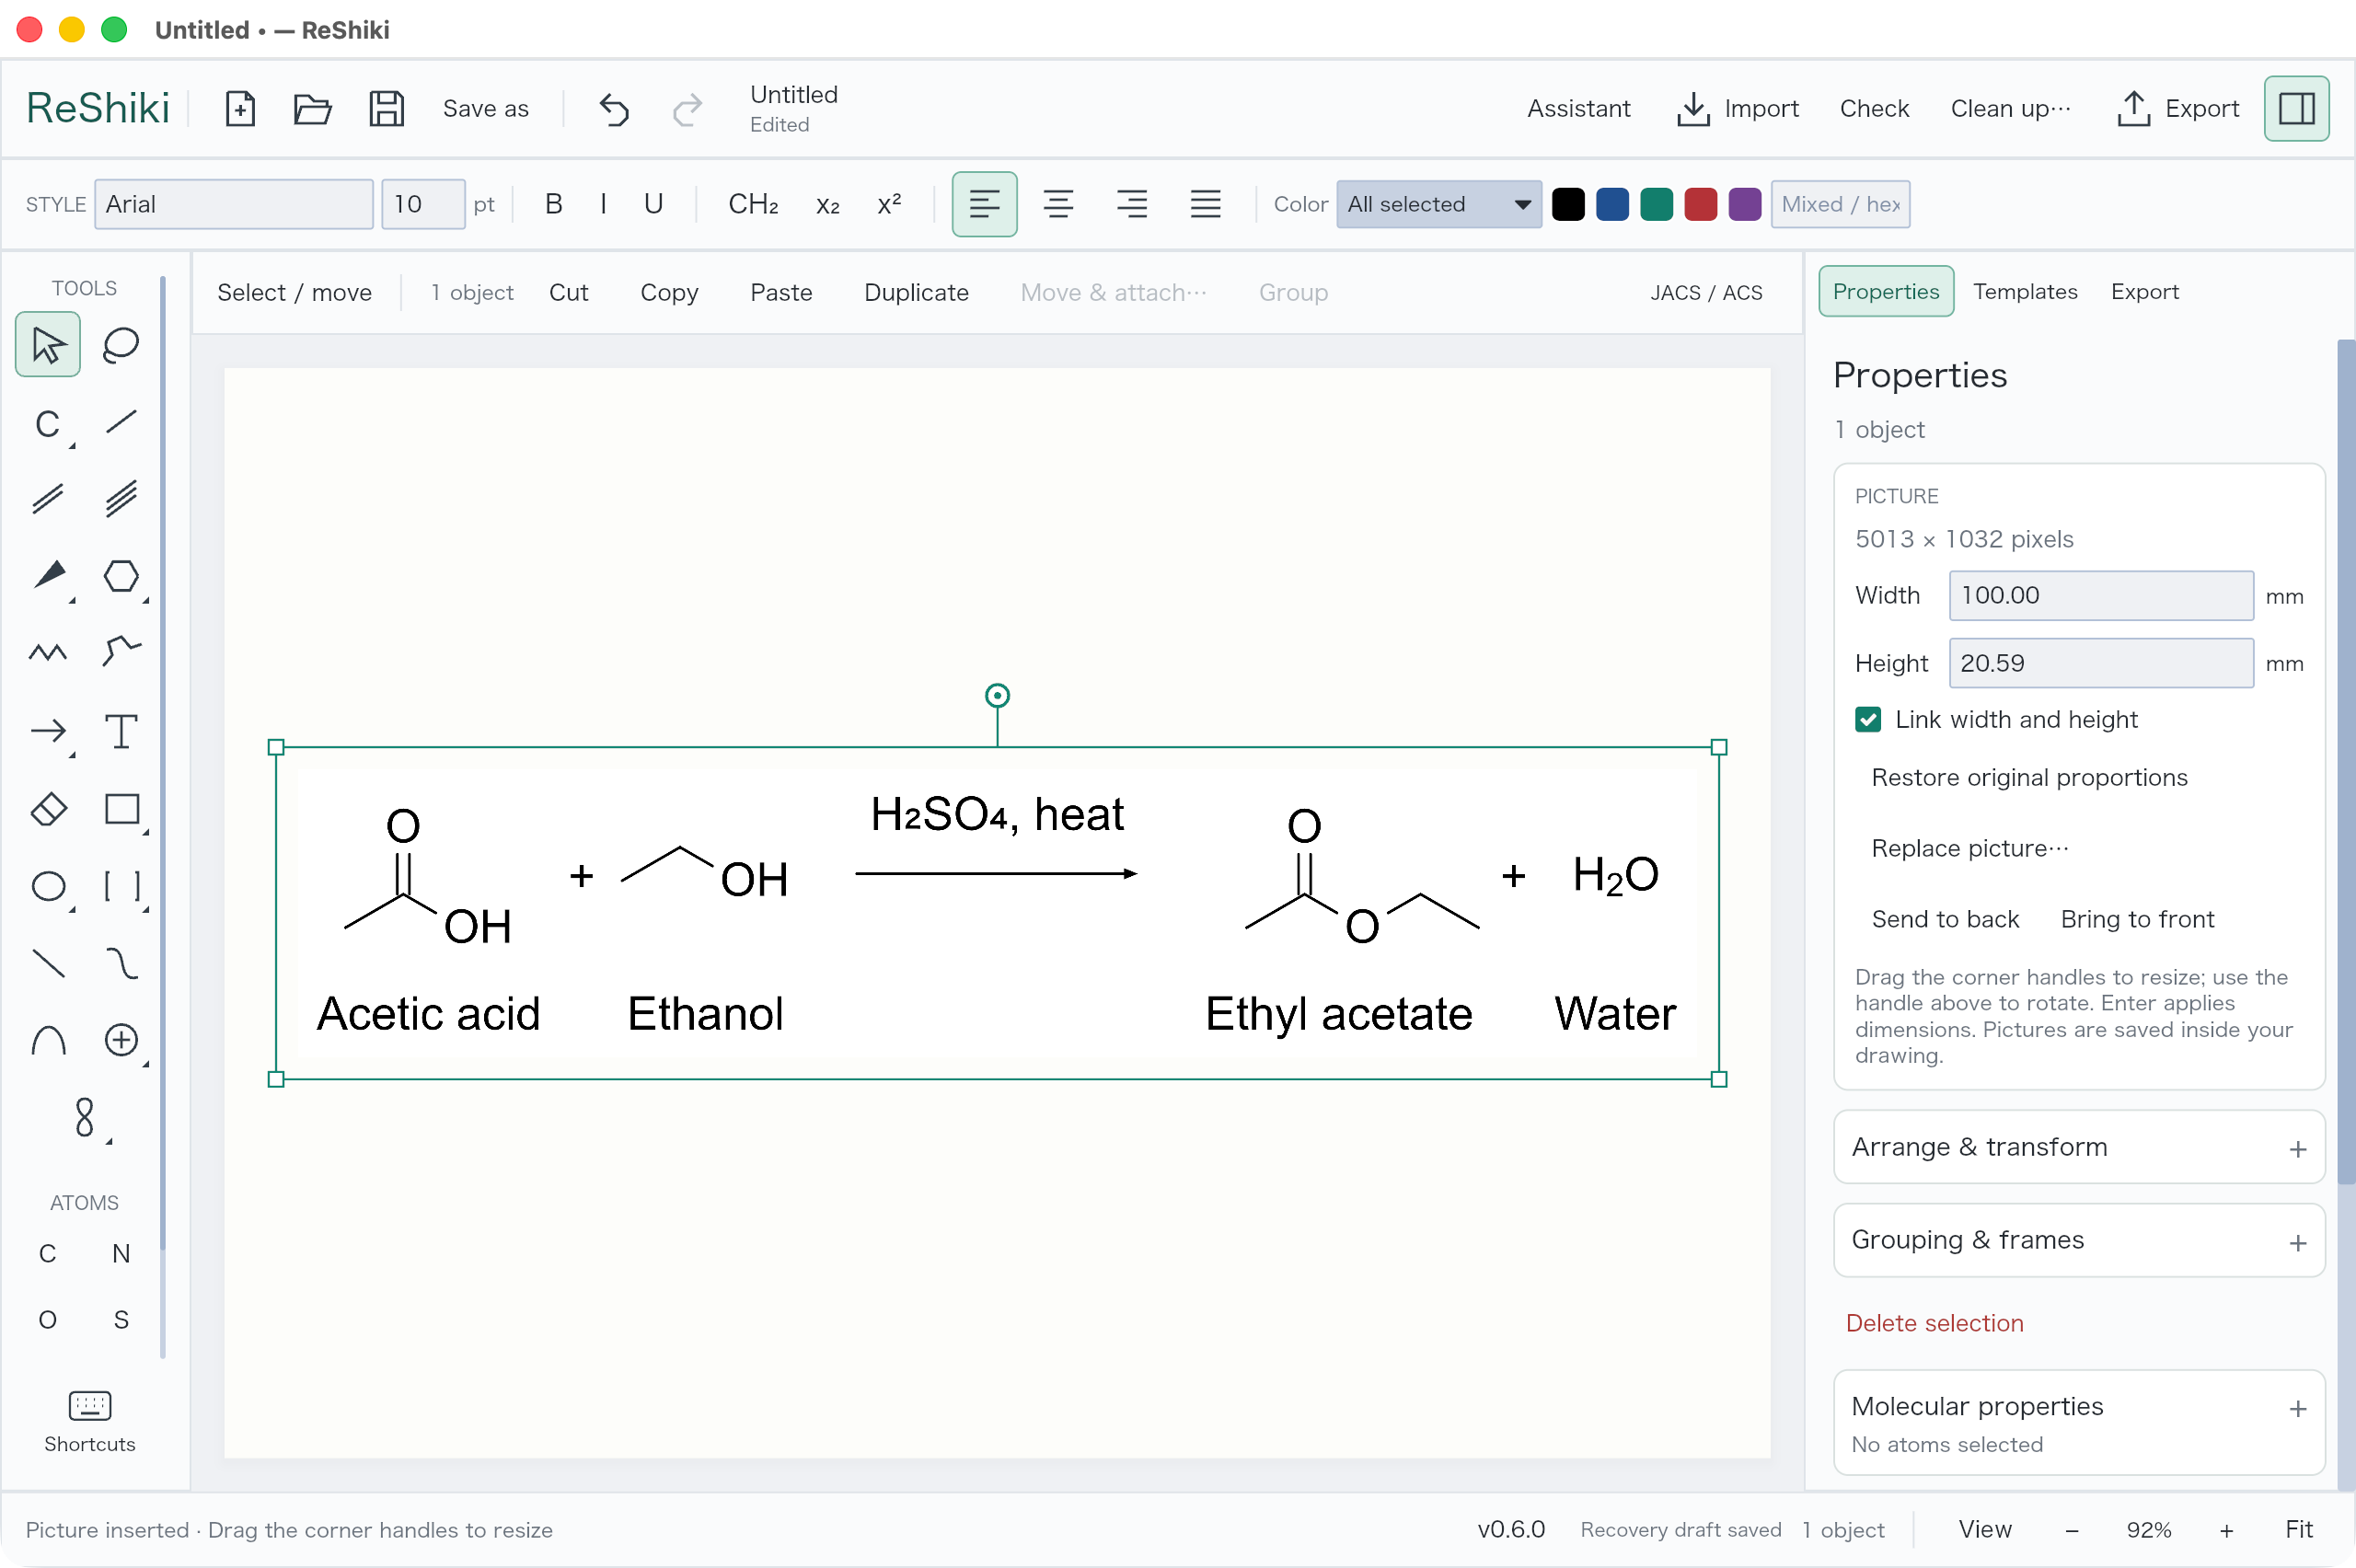 Untitled • — ReShiki
ReShiki
Save as
Untitled
Edited
Assistant
Import
Check
Clean up…
Export
STYLE
Arial
10
pt
B
I
U
CH₂
x₂
x²
Color
All selected
Mixed / hex
TOOLS
Select / move
1 object
Cut
Copy
Paste
Duplicate
Move & attach…
Group
JACS / ACS
C
T
[ ]
ATOMS
C N
O S
Shortcuts
H₂SO₄, heat
O
OH
+
OH
O
O
+
H₂O
Acetic acid
Ethanol
Ethyl acetate
Water
Properties
Templates
Export
Properties
1 object
PICTURE
5013 × 1032 pixels
Width 100.00 mm
Height 20.59 mm
Link width and height
Restore original proportions
Replace picture…
Send to back
Bring to front
Drag the corner handles to resize; use the
handle above to rotate. Enter applies
dimensions. Pictures are saved inside your
drawing.
Arrange & transform +
Grouping & frames +
Delete selection
Molecular properties +
No atoms selected
Picture inserted · Drag the corner handles to resize
v0.6.0
Recovery draft saved
1 object
View
–
92%
+
Fit